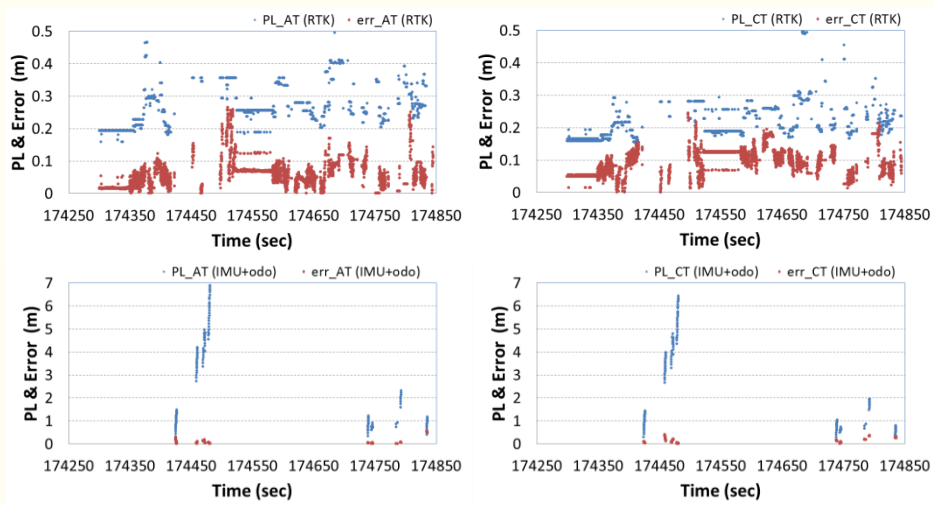 PL_AT (RTK) err_AT (RTK)
PL & Error (m)
0.5
0.4
0.3
0.2
0.1
0
174250 174350 174450 174550 174650 174750 174850
Time (sec)
PL_CT (RTK) err_CT (RTK)
PL & Error (m)
0.5
0.4
0.3
0.2
0.1
0
174250 174350 174450 174550 174650 174750 174850
Time (sec)
PL_AT (IMU+odo) err_AT (IMU+odo)
PL & Error (m)
7
6
5
4
3
2
1
0
174250 174350 174450 174550 174650 174750 174850
Time (sec)
PL_CT (IMU+odo) err_CT (IMU+odo)
PL & Error (m)
7
6
5
4
3
2
1
0
174250 174350 174450 174550 174650 174750 174850
Time (sec)